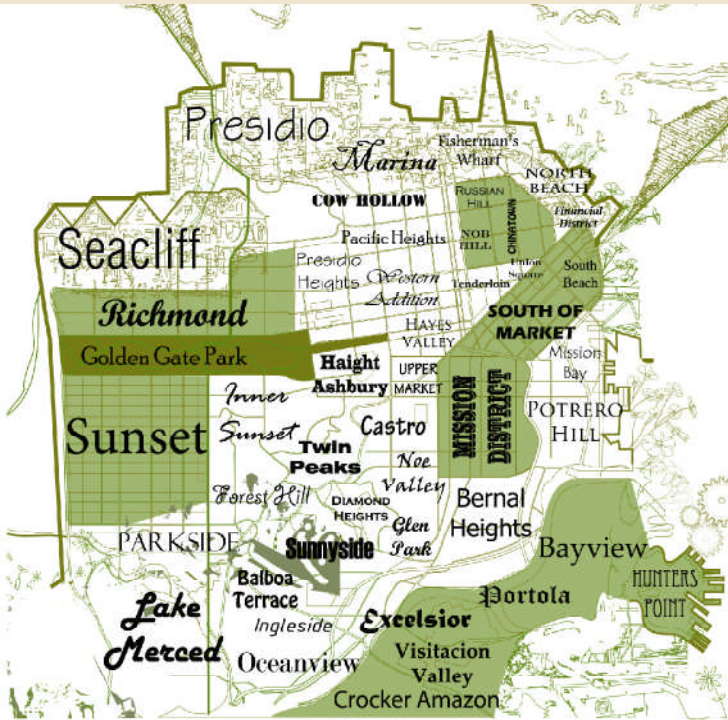 Presidio
Marina
Fisherman's
Wharf
NORTH
BEACH
COW HOLLOW
RUSSIAN
HILL
CHINATOWN
Financial
District
Seacliff
Pacific Heights
NOB
HILL
Presidio
Heights
Western
Addition
Union
Square
Tenderloin
South
Beach
Richmond
SOUTH OF
MARKET
HAYES
VALLEY
Golden Gate Park
Haight
Ashbury
UPPER
MARKET
Mission
Bay
Inner
Sunset
Sunset
MISSION
DISTRICT
POTRERO
HILL
Castro
Twin
Peaks
Noe
Valley
Forest Hill
DIAMOND
HEIGHTS
Bernal
Heights
Glen
Park
PARKSIDE
Sunnyside
Bayview
HUNTERS
POINT
Balboa
Terrace
Portola
Lake
Merced
Ingleside
Excelsior
Oceanview
Visitacion
Valley
Crocker Amazon